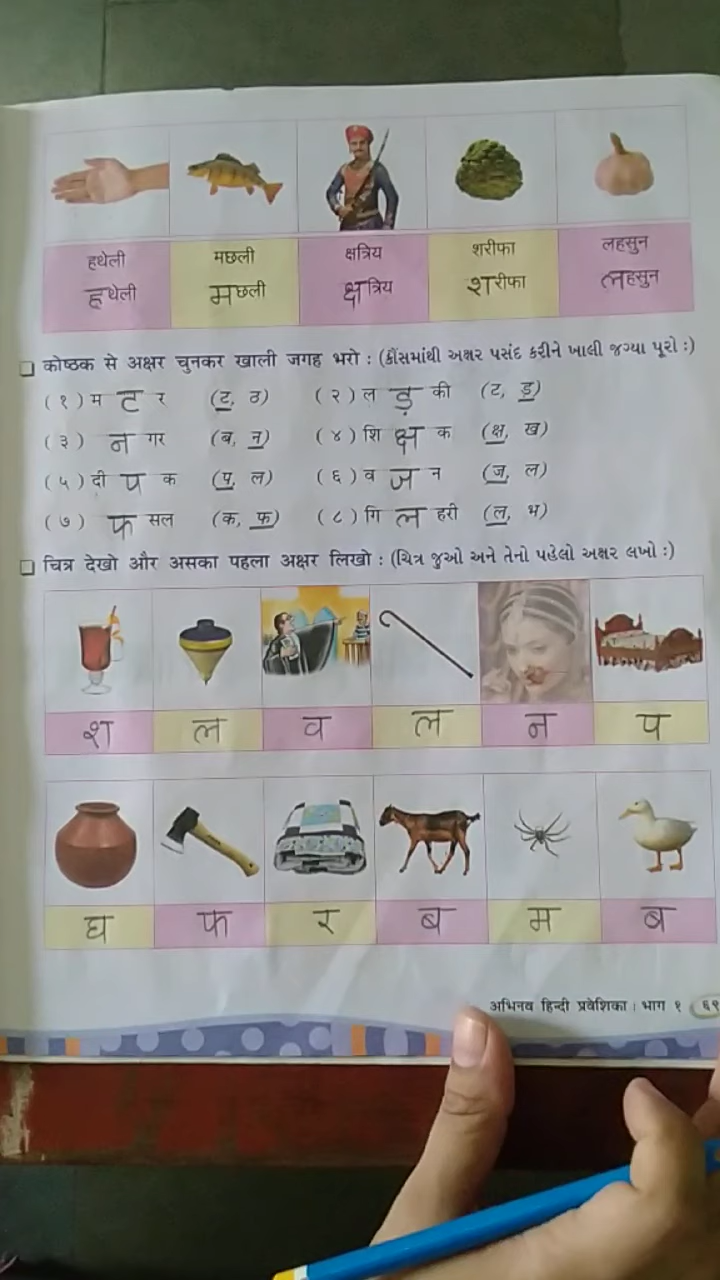 हथेली मछली क्षत्रिय शरीफा लहसुन
हथेली मछली क्षत्रिय शरीफा लहसुन
कोष्ठक से अक्षर चुनकर खाली जगह भरो : (કૌંસમાંથી અક્ષર પસંદ કરીને ખાલી જગ્યા પૂરો :)
(१) म ट र (ट, ठ) (२) ल ड़ की (ट, ड़)
(३) न गर (ब, न) (४) शि क्ष क (क्ष, ख)
(५) दी प क (प, ल) (६) व ज न (ज, ल)
(७) फ सल (क, फ) (८) गि ल हरी (ल, भ)
चित्र देखो और असका पहला अक्षर लिखो : (ચિત્ર જુઓ અને તેનો પહેલો અક્ષર લખો :)
श ल व ल न प
घ फ र ब म ब
अभिनव हिन्दी प्रवेशिका : भाग १ ६१